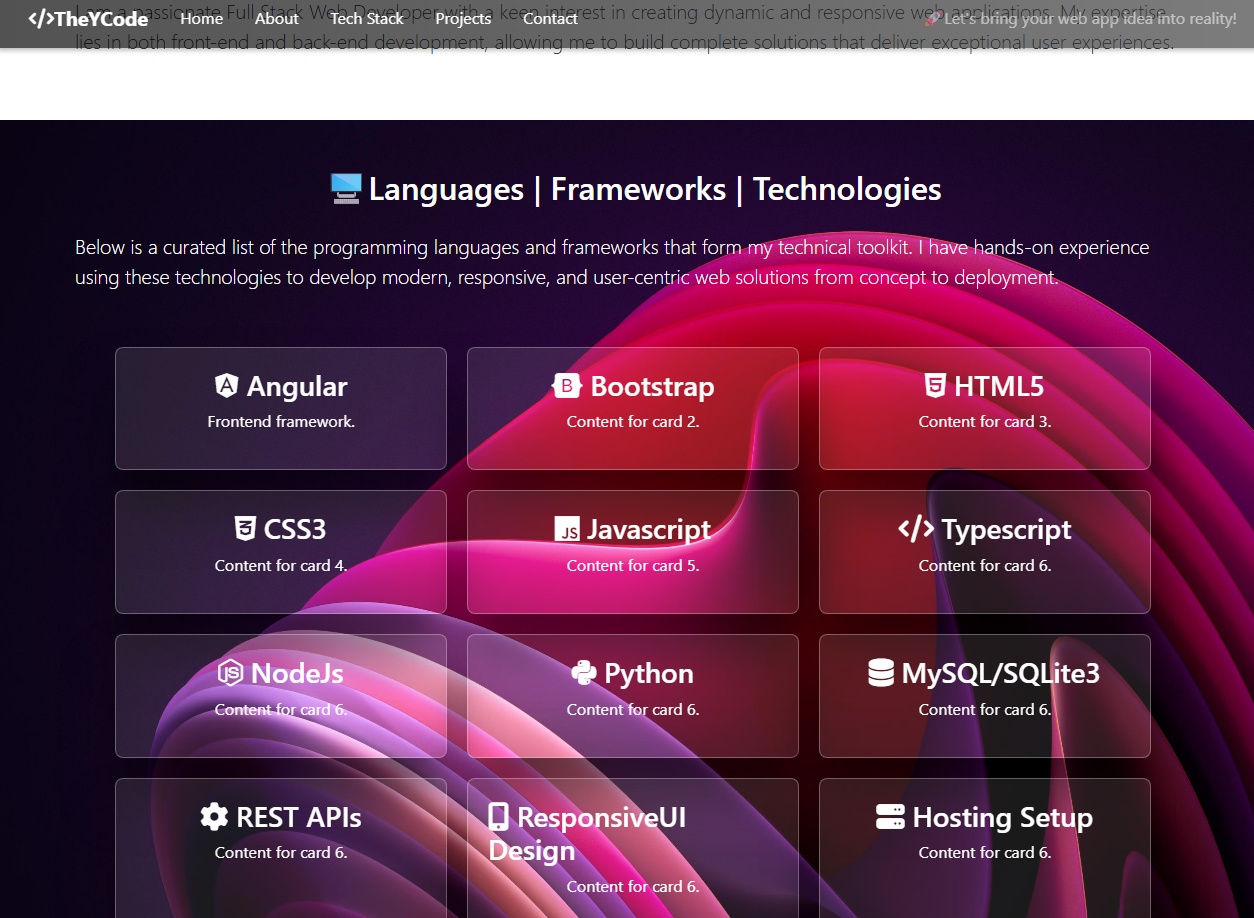 </>TheYCode Home About Tech Stack Projects Contact 🚀 Let's bring your web app idea into reality!
I am a passionate Full Stack Web Developer with a keen interest in creating dynamic and responsive web applications. My expertise
lies in both front-end and back-end development, allowing me to build complete solutions that deliver exceptional user experiences.
🖥️ Languages | Frameworks | Technologies
Below is a curated list of the programming languages and frameworks that form my technical toolkit. I have hands-on experience
using these technologies to develop modern, responsive, and user-centric web solutions from concept to deployment.
Angular
Frontend framework.
Bootstrap
Content for card 2.
HTML5
Content for card 3.
CSS3
Content for card 4.
Javascript
Content for card 5.
Typescript
Content for card 6.
NodeJs
Content for card 6.
Python
Content for card 6.
MySQL/SQLite3
Content for card 6.
REST APIs
Content for card 6.
ResponsiveUI
Design
Content for card 6.
Hosting Setup
Content for card 6.